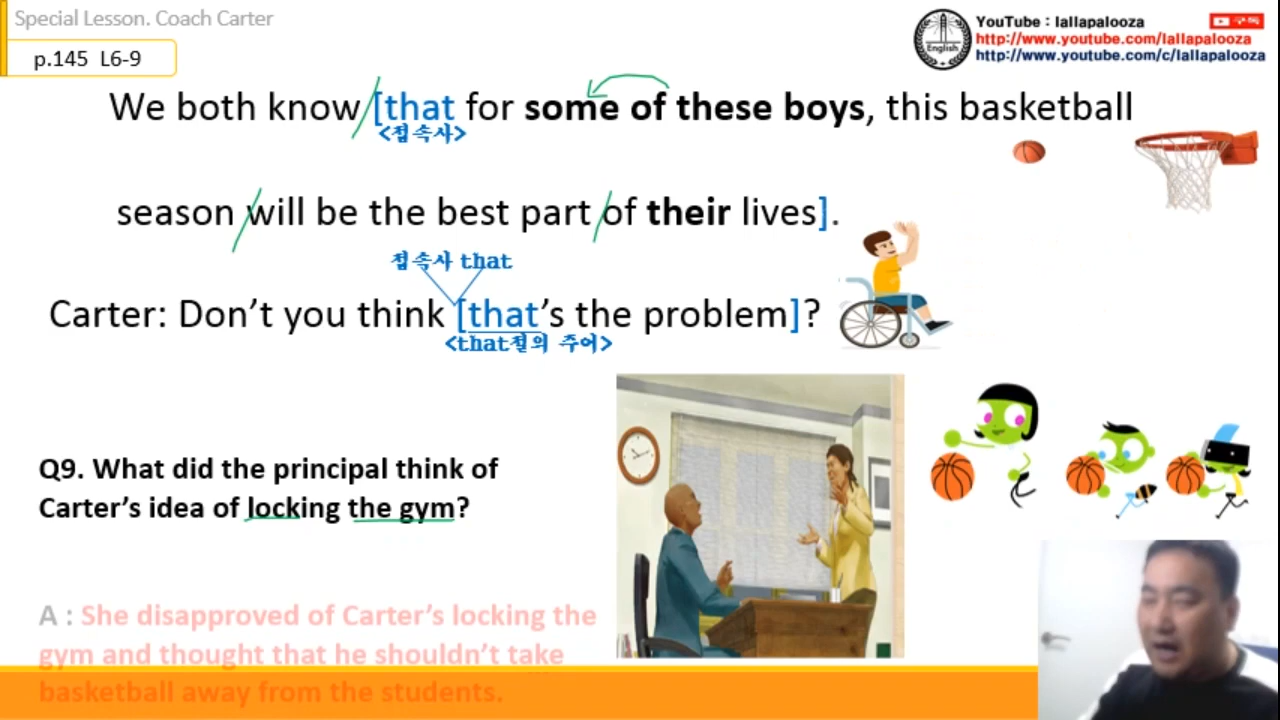 Special Lesson. Coach Carter
p.145 L6-9
YouTube : lallapalooza
구독
http://www.youtube.com/lallapalooza
http://www.youtube.com/c/lallapalooza
English
We both know [that for some of these boys, this basketball
<접속사>
season will be the best part of their lives].
접속사 that
Carter: Don't you think [that's the problem]?
<that절의 주어>
Q9. What did the principal think of
Carter's idea of locking the gym?
A : She disapproved of Carter's locking the
gym and thought that he shouldn't take
basketball away from the students.